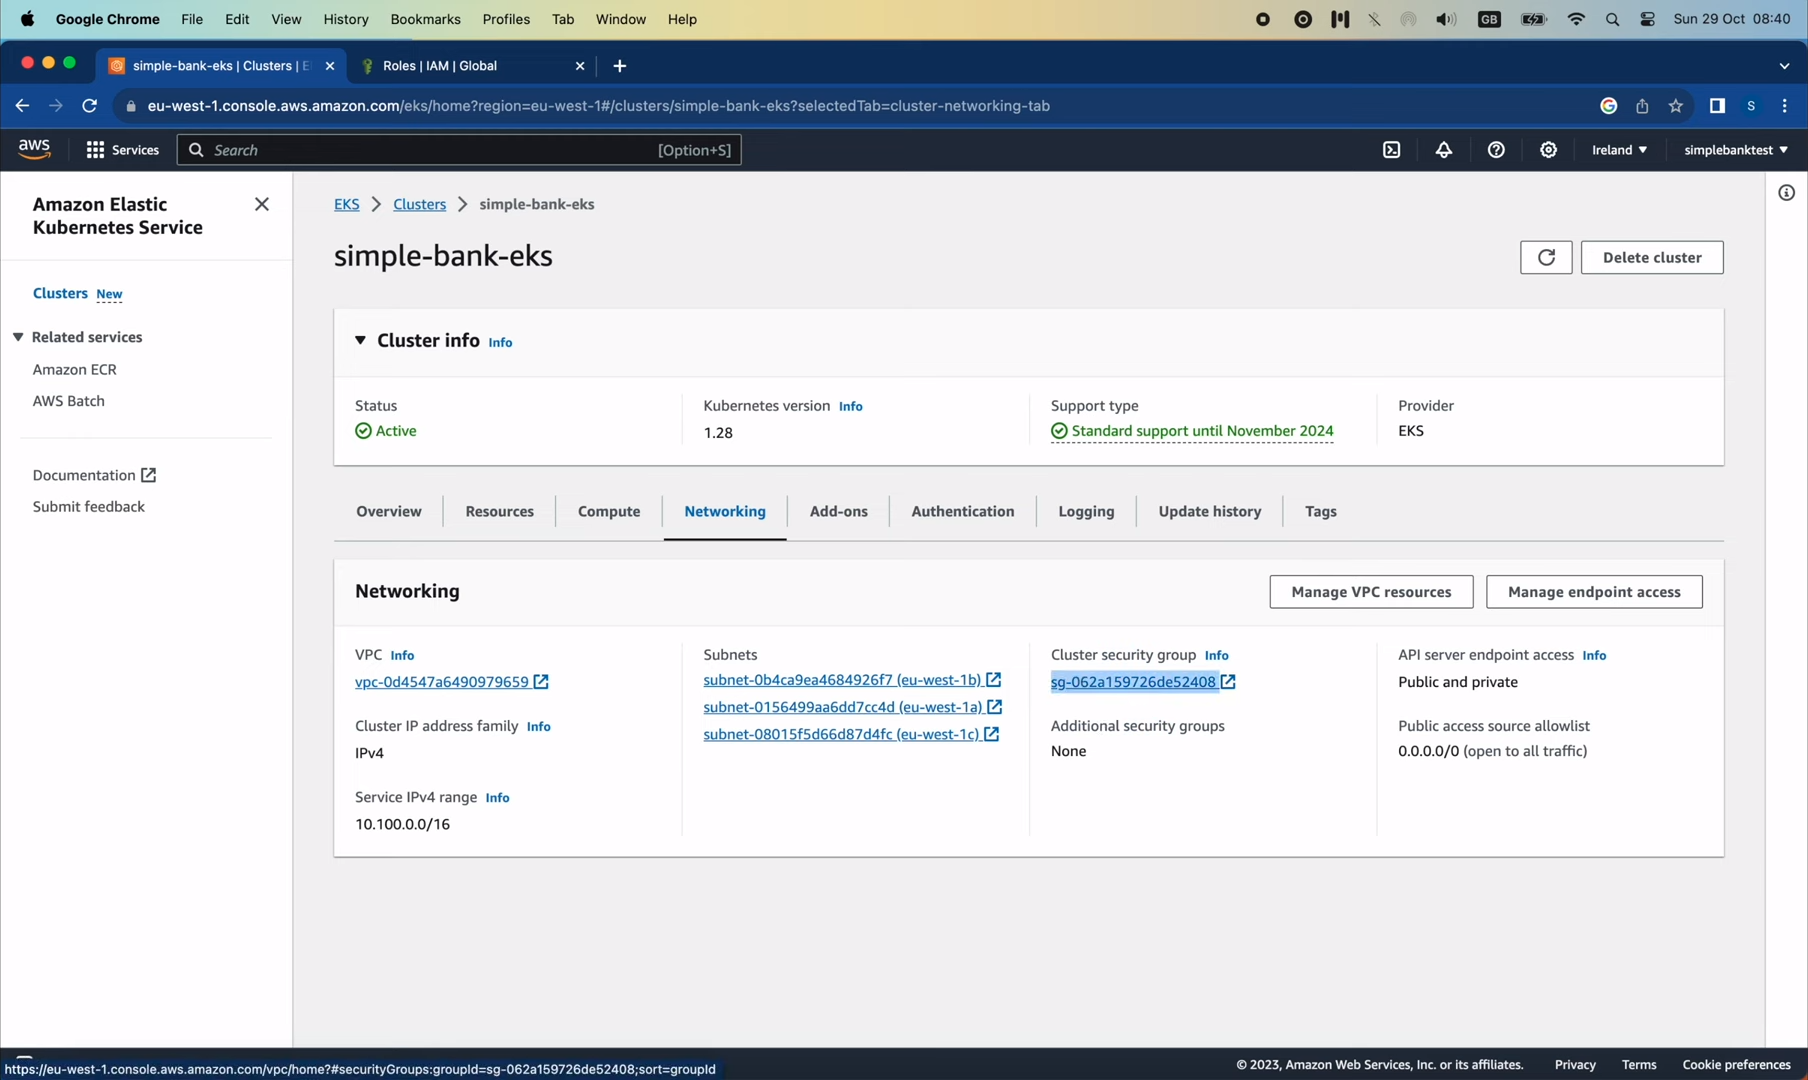 Google Chrome File Edit View History Bookmarks Profiles Tab Window Help GB Sun 29 Oct 08:40
simple-bank-eks | Clusters | E Roles | IAM | Global
eu-west-1.console.aws.amazon.com/eks/home?region=eu-west-1#/clusters/simple-bank-eks?selectedTab=cluster-networking-tab S
aws Services Search [Option+S] Ireland simplebanktest
Amazon Elastic
Kubernetes Service
Clusters New
Related services
Amazon ECR
AWS Batch
Documentation
Submit feedback
EKS > Clusters > simple-bank-eks
simple-bank-eks
Delete cluster
Cluster info Info
Status
Active
Kubernetes version Info
1.28
Support type
Standard support until November 2024
Provider
EKS
Overview Resources Compute Networking Add-ons Authentication Logging Update history Tags
Networking
Manage VPC resources
Manage endpoint access
VPC Info
vpc-0d4547a6490979659
Cluster IP address family Info
IPv4
Service IPv4 range Info
10.100.0.0/16
Subnets
subnet-0b4ca9ea4684926f7 (eu-west-1b)
subnet-0156499aa6dd7cc4d (eu-west-1a)
subnet-08015f5d66d87d4fc (eu-west-1c)
Cluster security group Info
sg-062a159726de52408
Additional security groups
None
API server endpoint access Info
Public and private
Public access source allowlist
0.0.0.0/0 (open to all traffic)
https://eu-west-1.console.aws.amazon.com/vpc/home?#securityGroups:groupId=sg-062a159726de52408;sort=groupId
© 2023, Amazon Web Services, Inc. or its affiliates. Privacy Terms Cookie preferences